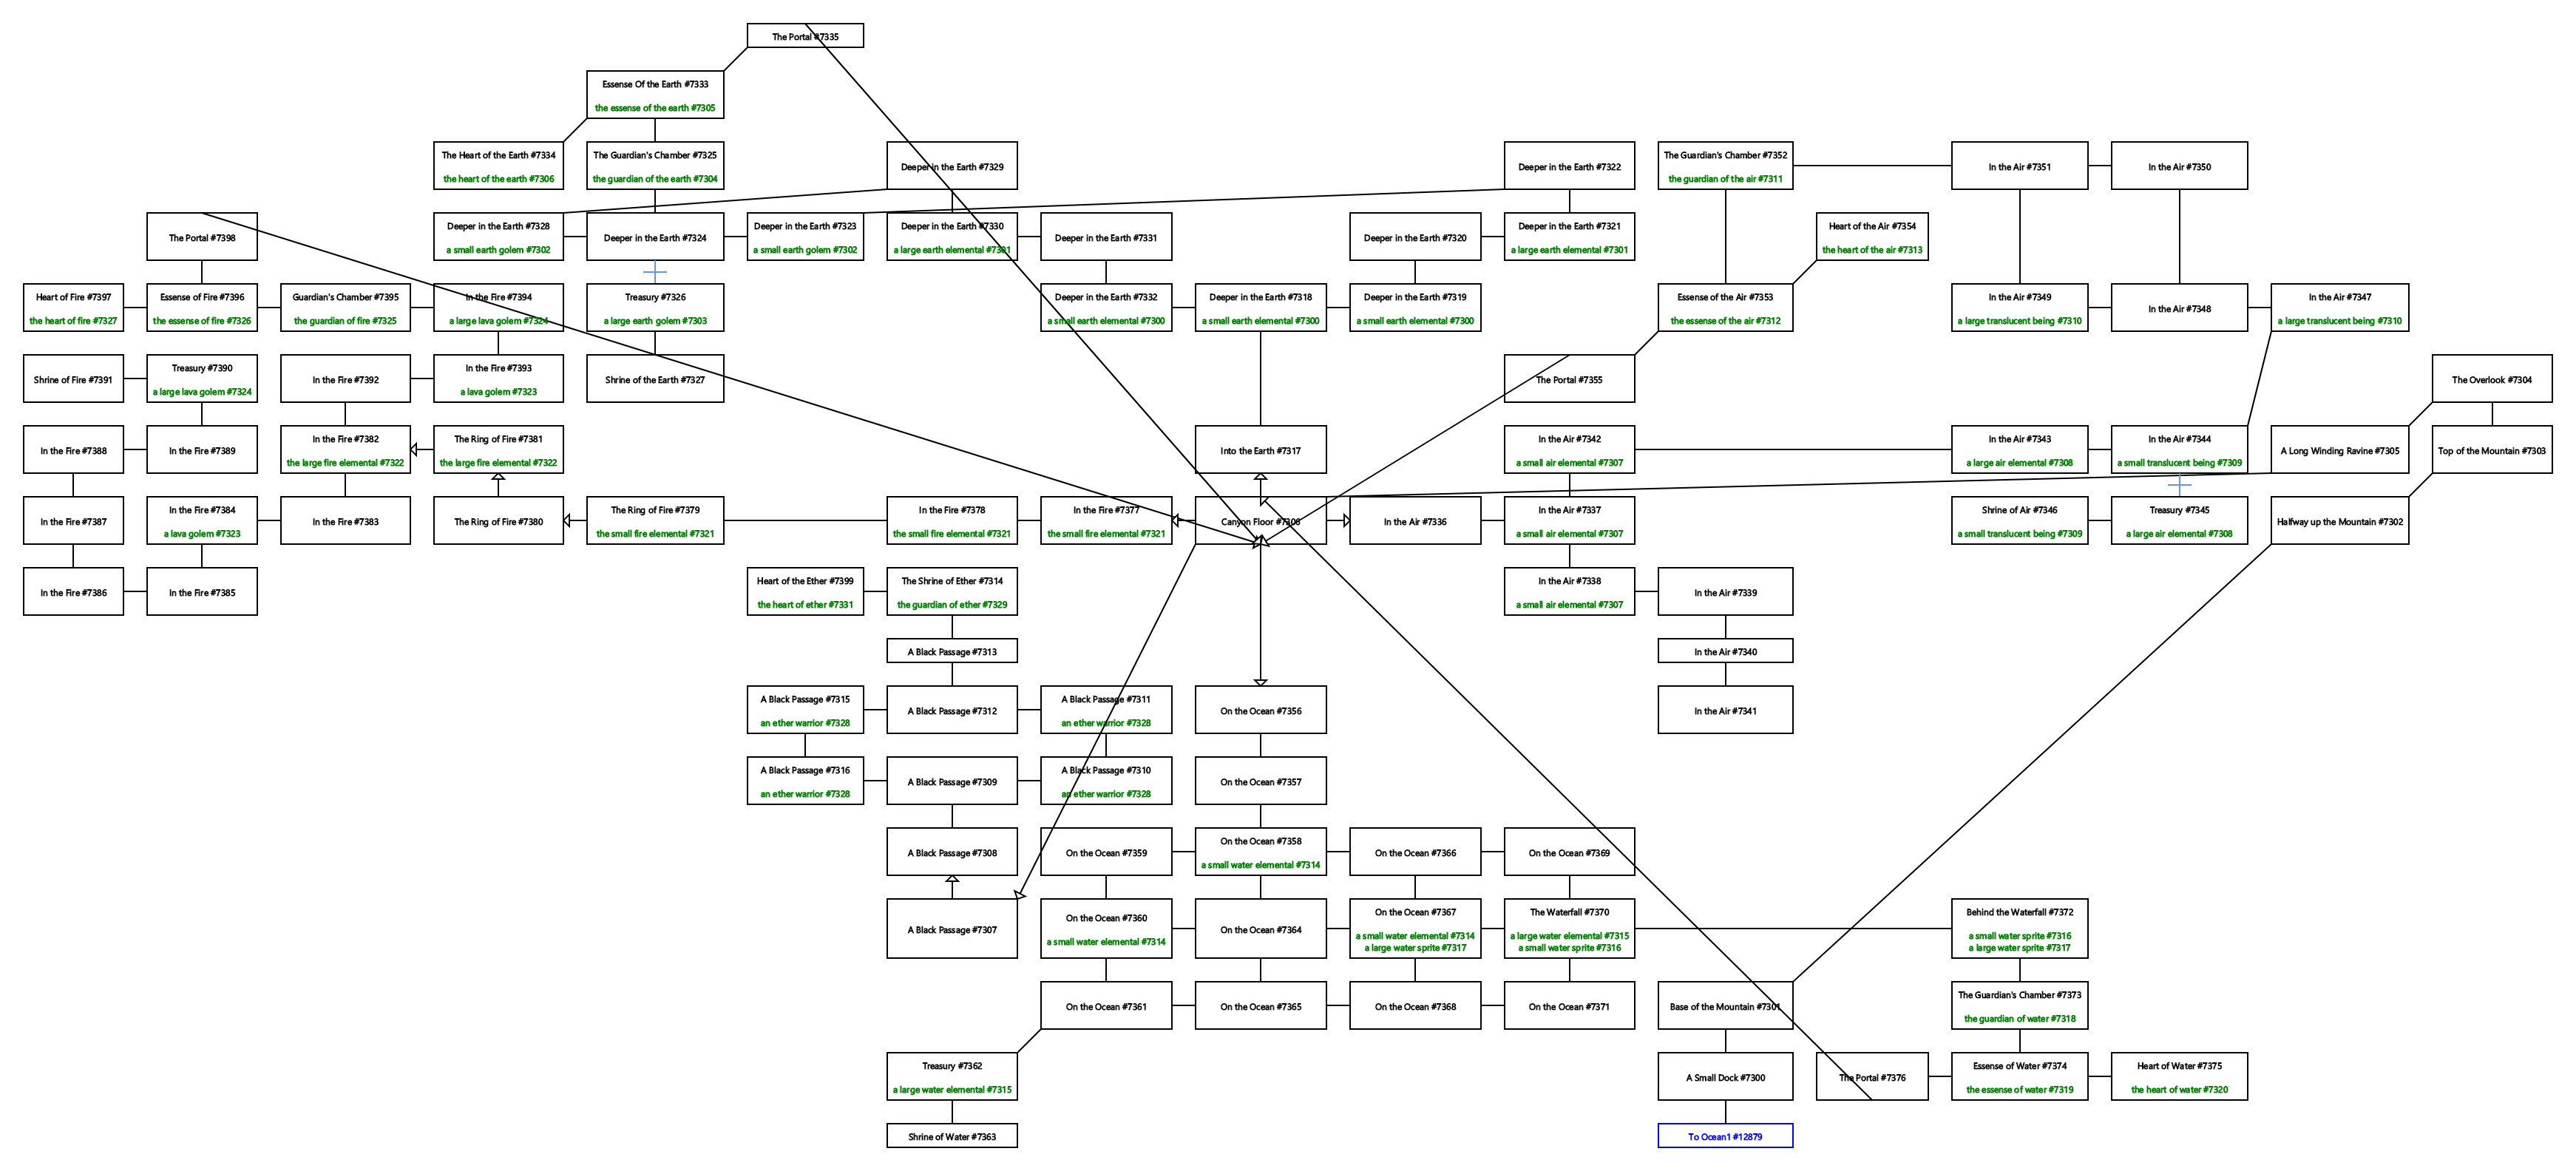 The Portal #7335
Essense Of the Earth #7333
the essense of the earth #7305
The Heart of the Earth #7334
the heart of the earth #7306
The Guardian's Chamber #7325
the guardian of the earth #7304
Deeper in the Earth #7329
Deeper in the Earth #7322
The Guardian's Chamber #7352
the guardian of the air #7311
In the Air #7351
In the Air #7350
The Portal #7398
Deeper in the Earth #7328
a small earth golem #7302
Deeper in the Earth #7324
Deeper in the Earth #7323
a small earth golem #7302
Deeper in the Earth #7330
a large earth elemental #7301
Deeper in the Earth #7331
Deeper in the Earth #7320
Deeper in the Earth #7321
a large earth elemental #7301
Heart of the Air #7354
the heart of the air #7313
Heart of Fire #7397
the heart of fire #7327
Essense of Fire #7396
the essense of fire #7326
Guardian's Chamber #7395
the guardian of fire #7325
In the Fire #7394
a large lava golem #7324
Treasury #7326
a large earth golem #7303
Deeper in the Earth #7332
a small earth elemental #7300
Deeper in the Earth #7318
a small earth elemental #7300
Deeper in the Earth #7319
a small earth elemental #7300
Essense of the Air #7353
the essense of the air #7312
In the Air #7349
a large translucent being #7310
In the Air #7348
In the Air #7347
a large translucent being #7310
Shrine of Fire #7391
Treasury #7390
a large lava golem #7324
In the Fire #7392
In the Fire #7393
a lava golem #7323
Shrine of the Earth #7327
The Portal #7355
The Overlook #7304
In the Fire #7388
In the Fire #7389
In the Fire #7382
the large fire elemental #7322
The Ring of Fire #7381
the large fire elemental #7322
Into the Earth #7317
In the Air #7342
a small air elemental #7307
In the Air #7343
a large air elemental #7308
In the Air #7344
a small translucent being #7309
A Long Winding Ravine #7305
Top of the Mountain #7303
In the Fire #7387
In the Fire #7384
a lava golem #7323
In the Fire #7383
The Ring of Fire #7380
The Ring of Fire #7379
the small fire elemental #7321
In the Fire #7378
the small fire elemental #7321
In the Fire #7377
the small fire elemental #7321
Canyon Floor #7306
In the Air #7336
In the Air #7337
a small air elemental #7307
Shrine of Air #7346
a small translucent being #7309
Treasury #7345
a large air elemental #7308
Halfway up the Mountain #7302
In the Fire #7386
In the Fire #7385
Heart of the Ether #7399
the heart of ether #7331
The Shrine of Ether #7314
the guardian of ether #7329
In the Air #7338
a small air elemental #7307
In the Air #7339
A Black Passage #7313
In the Air #7340
A Black Passage #7315
an ether warrior #7328
A Black Passage #7312
A Black Passage #7311
an ether warrior #7328
On the Ocean #7356
In the Air #7341
A Black Passage #7316
an ether warrior #7328
A Black Passage #7309
A Black Passage #7310
an ether warrior #7328
On the Ocean #7357
A Black Passage #7308
On the Ocean #7359
On the Ocean #7358
a small water elemental #7314
On the Ocean #7366
On the Ocean #7369
A Black Passage #7307
On the Ocean #7360
a small water elemental #7314
On the Ocean #7364
On the Ocean #7367
a small water elemental #7314
a large water sprite #7317
The Waterfall #7370
a large water elemental #7315
a small water sprite #7316
Behind the Waterfall #7372
a small water sprite #7316
a large water sprite #7317
On the Ocean #7361
On the Ocean #7365
On the Ocean #7368
On the Ocean #7371
Base of the Mountain #7301
The Guardian's Chamber #7373
the guardian of water #7318
Treasury #7362
a large water elemental #7315
A Small Dock #7300
The Portal #7376
Essense of Water #7374
the essense of water #7319
Heart of Water #7375
the heart of water #7320
Shrine of Water #7363
To Ocean1 #12879